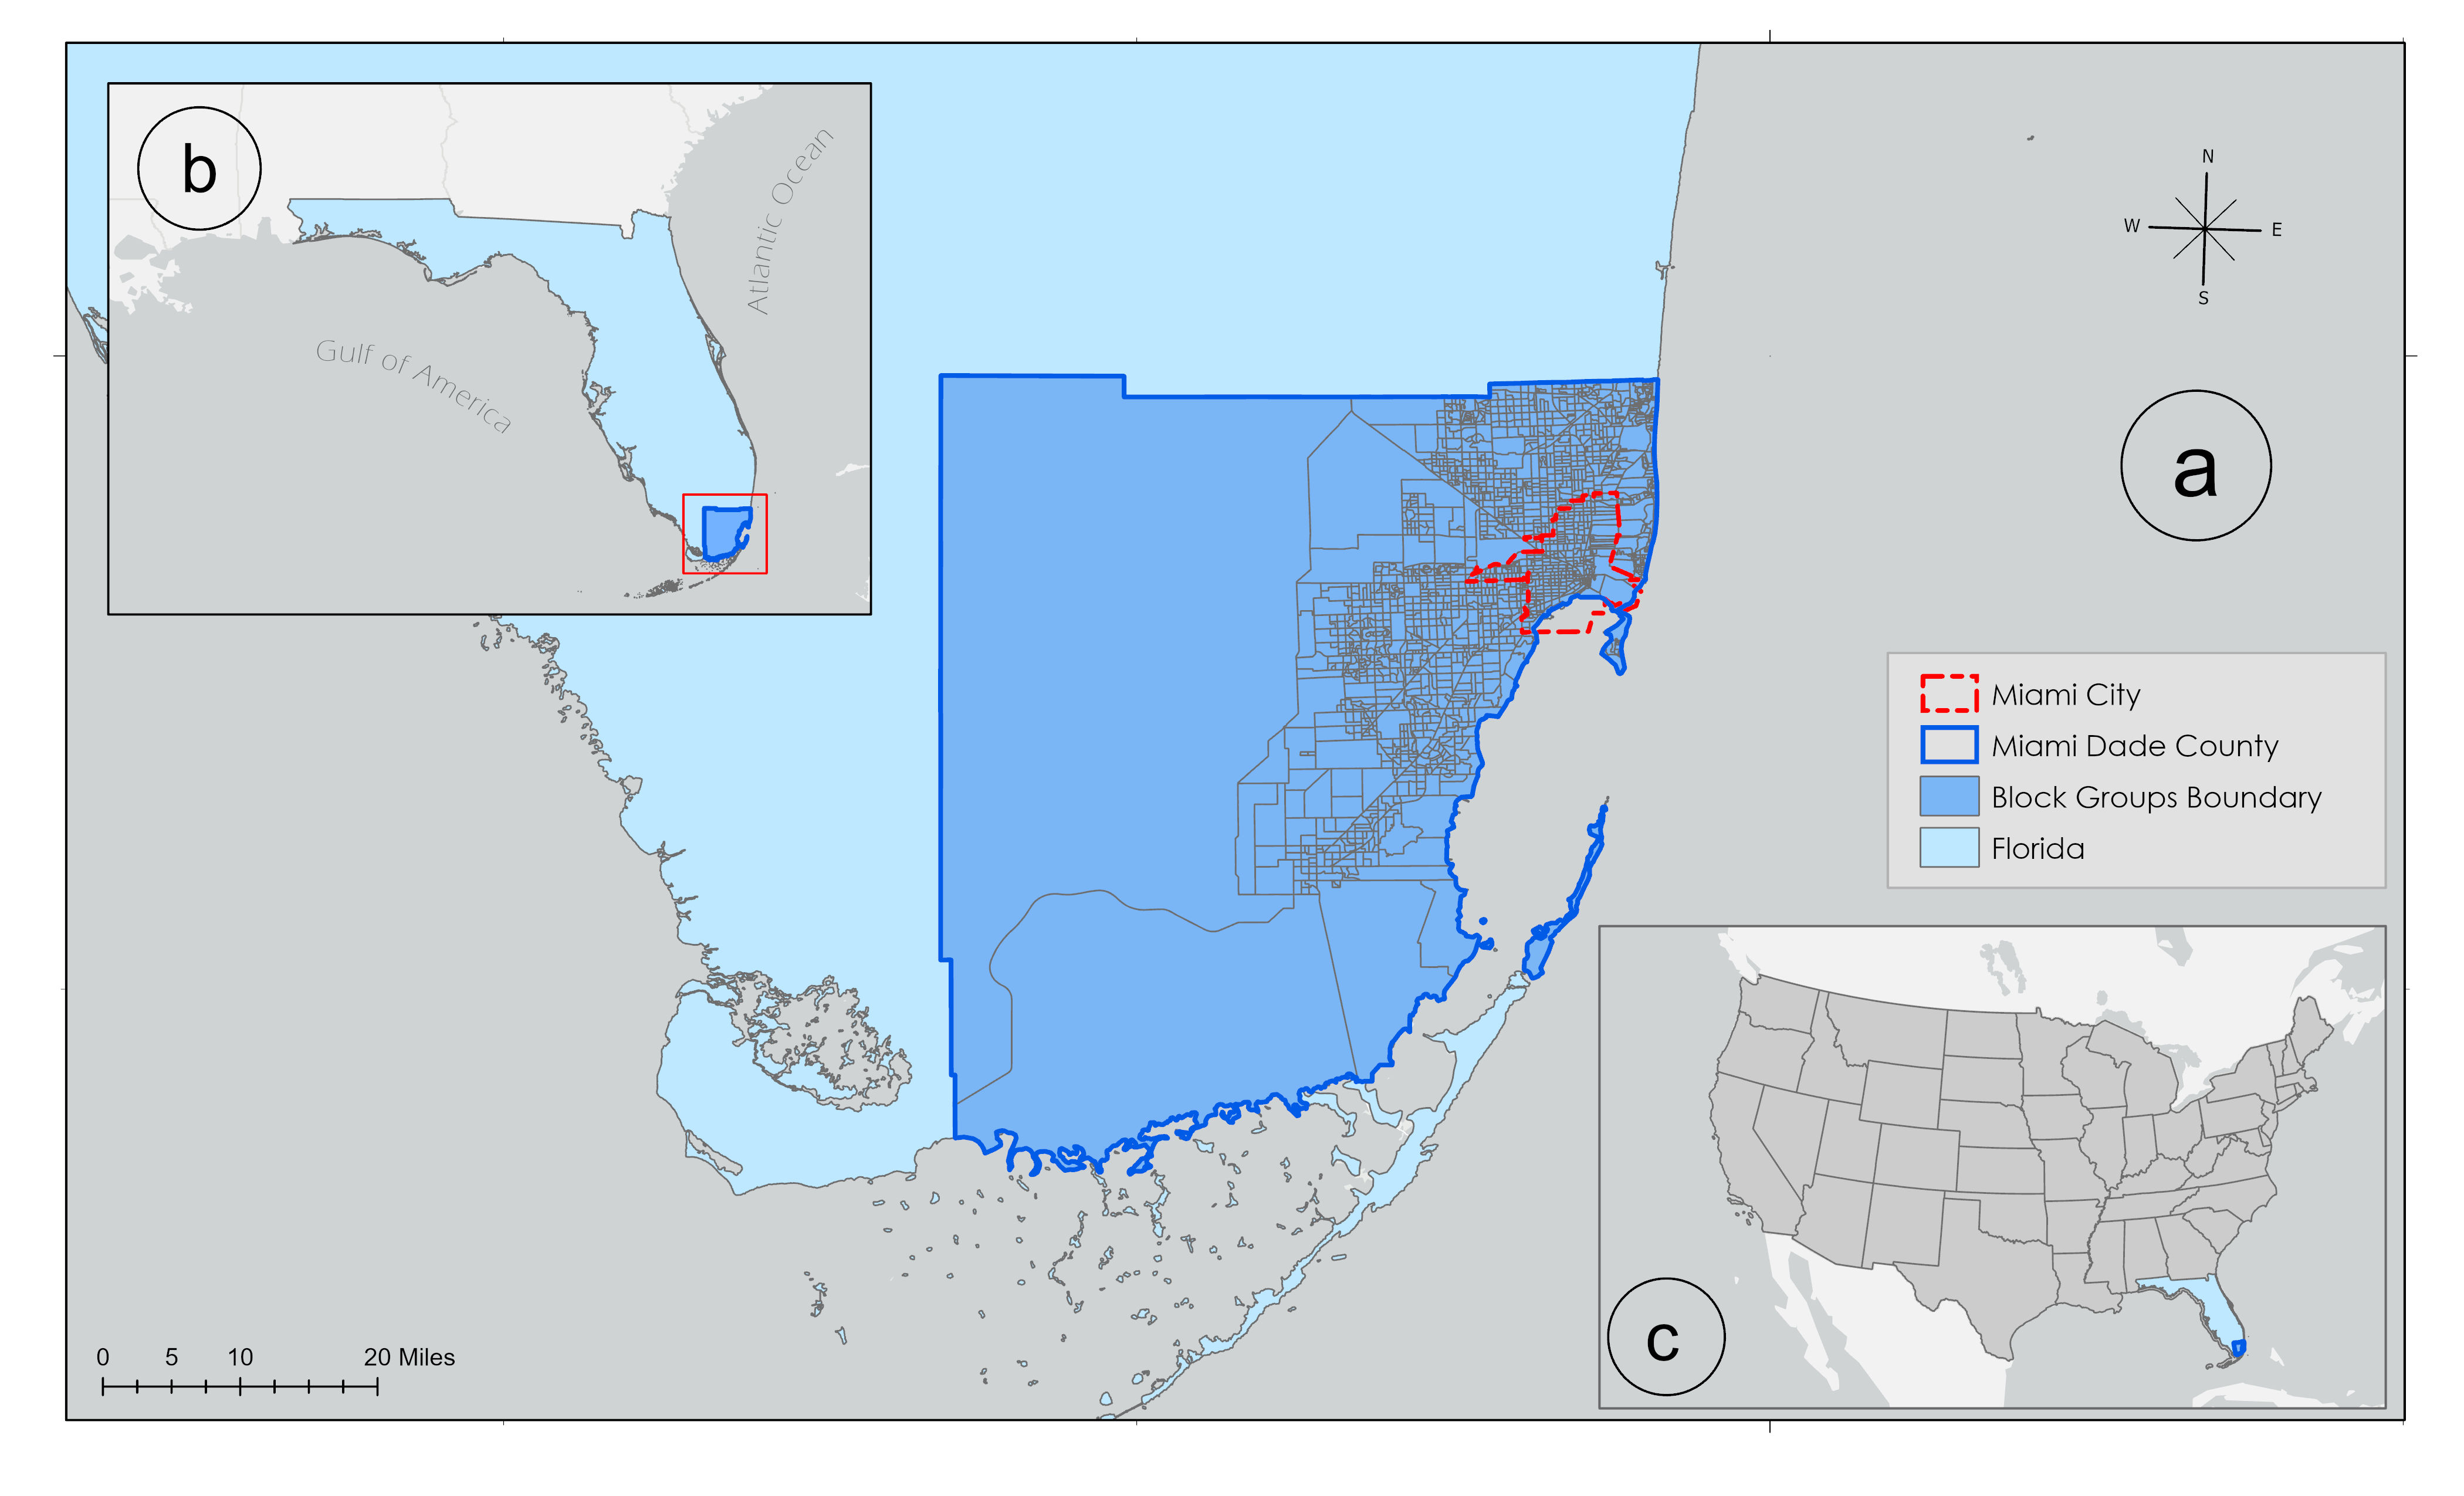 b
Atlantic Ocean
Gulf of America
N
W E
S
a
Miami City
Miami Dade County
Block Groups Boundary
Florida
c
0 5 10 20 Miles